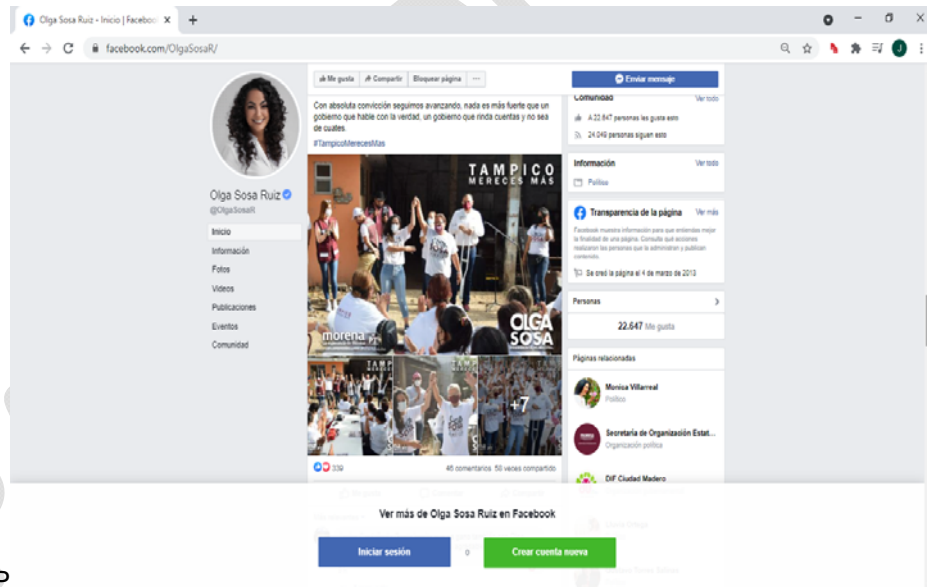 Olga Sosa Ruiz - Inicio | Facebook
facebook.com/OlgaSosaR/
J
Olga Sosa Ruiz
@OlgaSosaR
Inicio
Información
Fotos
Videos
Publicaciones
Eventos
Comunidad
Me gusta Compartir Bloquear página ...
Con absoluta convicción seguimos avanzando, nada es más fuerte que un
gobierno que hable con la verdad, un gobierno que rinda cuentas y no sea
de cuates.
#TampicoMerecesMas
TAMPICO
MERECES MÁS
morena
OLGA
SOSA
TAMP
MERECES
TAMP
MERECES
+7
339
46 comentarios 58 veces compartido
Enviar mensaje
Comunidad Ver todo
A 22.647 personas les gusta esto
24.049 personas siguen esto
Información Ver todo
Político
Transparencia de la página Ver más
Facebook muestra información para que entiendas mejor
la finalidad de una página. Consulta qué acciones
realizaron las personas que la administran y publican
contenido.
Se creó la página el 4 de marzo de 2013
Personas
22.647 Me gusta
Páginas relacionadas
Monica Villarreal
Político
Secretaría de Organización Estat...
Organización política
DIF Ciudad Madero
Ver más de Olga Sosa Ruiz en Facebook
Iniciar sesión o Crear cuenta nueva